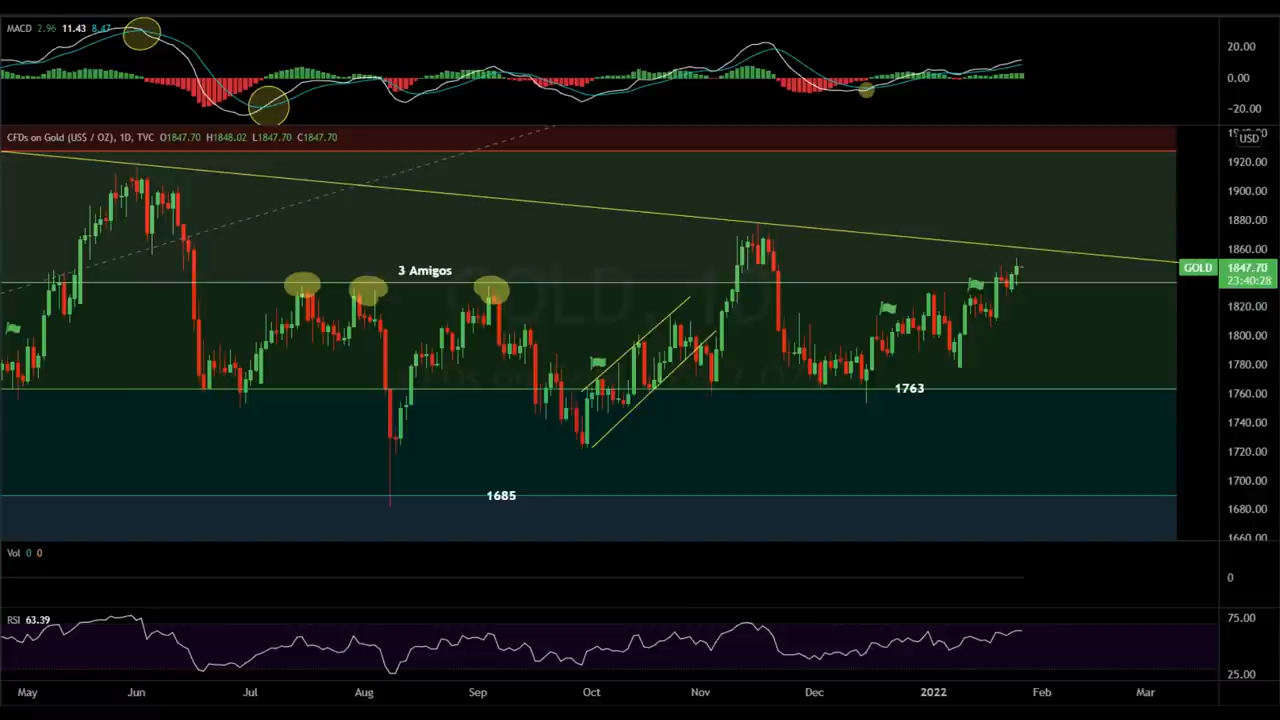 MACD 2.96 11.43 8.47
20.00
0.00
-20.00
CFDs on Gold (US$ / OZ), 1D, TVC O1847.70 H1848.02 L1847.70 C1847.70
USD
1920.00
1900.00
1880.00
1860.00
GOLD 1847.70
23:40:28
1820.00
1800.00
1780.00
1760.00
1740.00
1720.00
1700.00
1680.00
1660.00
3 Amigos
GOLD, 1D
1763
1685
Vol 0 0
0
RSI 63.39
75.00
25.00
May Jun Jul Aug Sep Oct Nov Dec 2022 Feb Mar